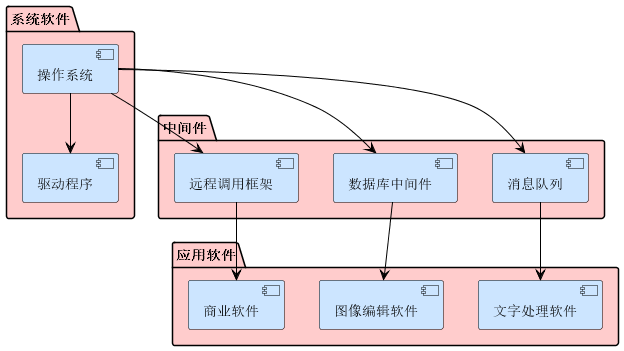 系统软件
操作系统
驱动程序
中间件
远程调用框架
数据库中间件
消息队列
应用软件
商业软件
图像编辑软件
文字处理软件